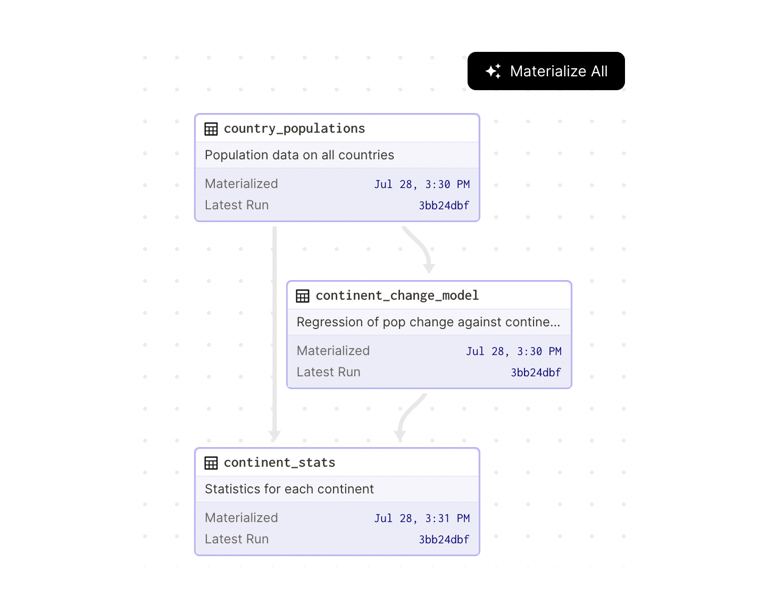 Materialize All
country_populations
Population data on all countries
Materialized Jul 28, 3:30 PM
Latest Run 3bb24dbf
continent_change_model
Regression of pop change against contine...
Materialized Jul 28, 3:30 PM
Latest Run 3bb24dbf
continent_stats
Statistics for each continent
Materialized Jul 28, 3:31 PM
Latest Run 3bb24dbf